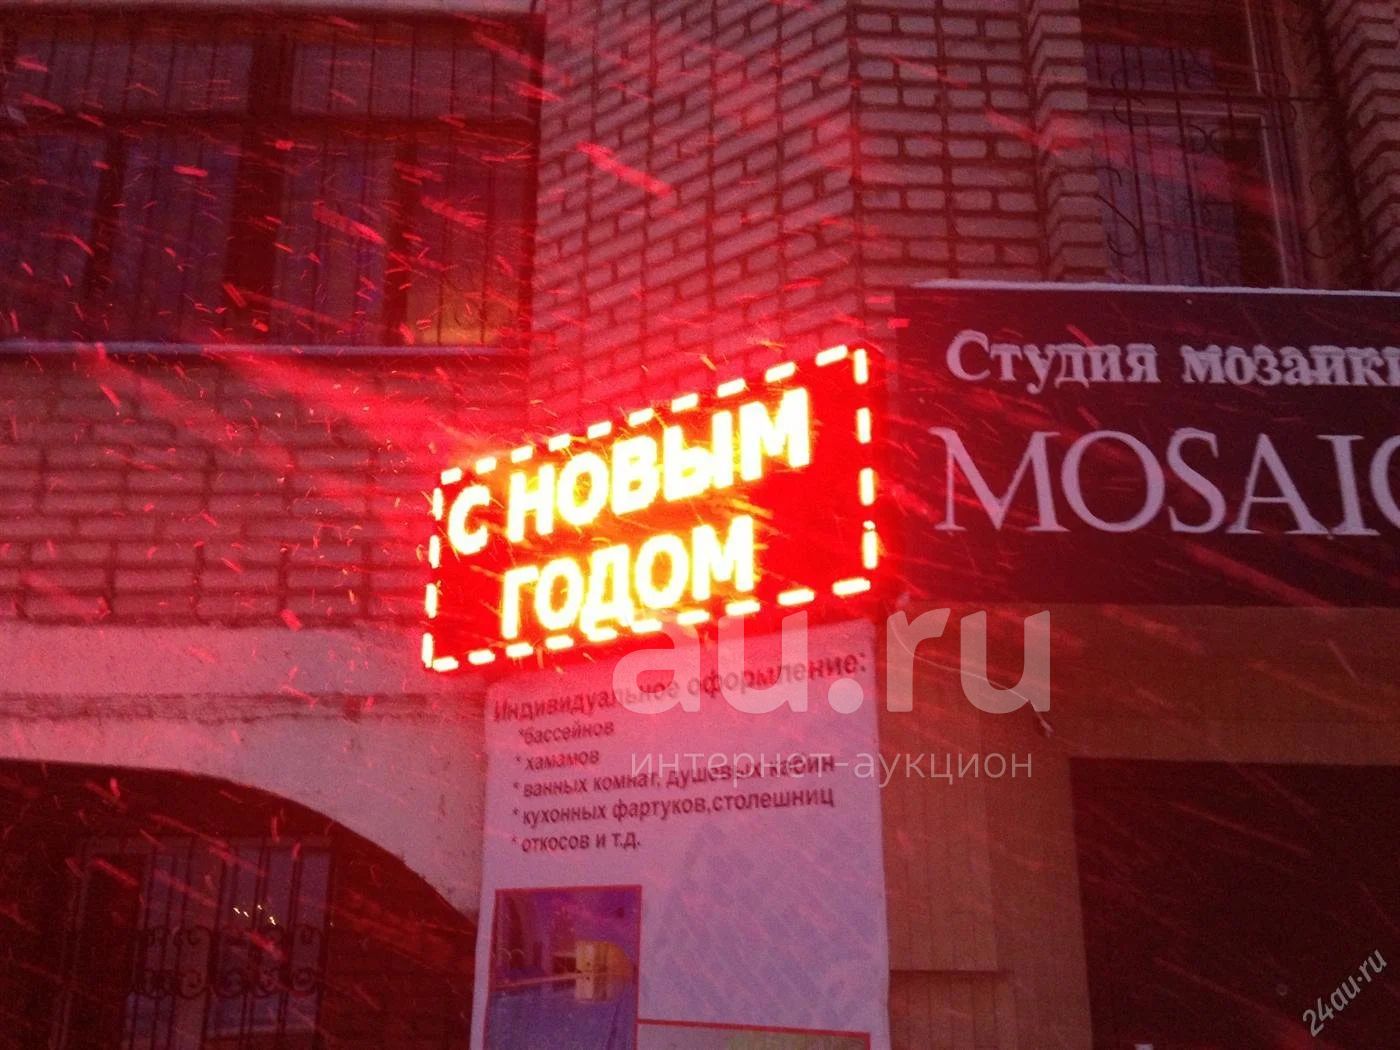 С НОВЫМ
ГОДОМ
Студия мозаики
MOSAIC
Индивидуальное оформление:
*бассейнов
*хамамов
*ванных комнат, душевых кабин
*кухонных фартуков,столешниц
*откосов и т.д.
au.ru
интернет-аукцион
24au.ru